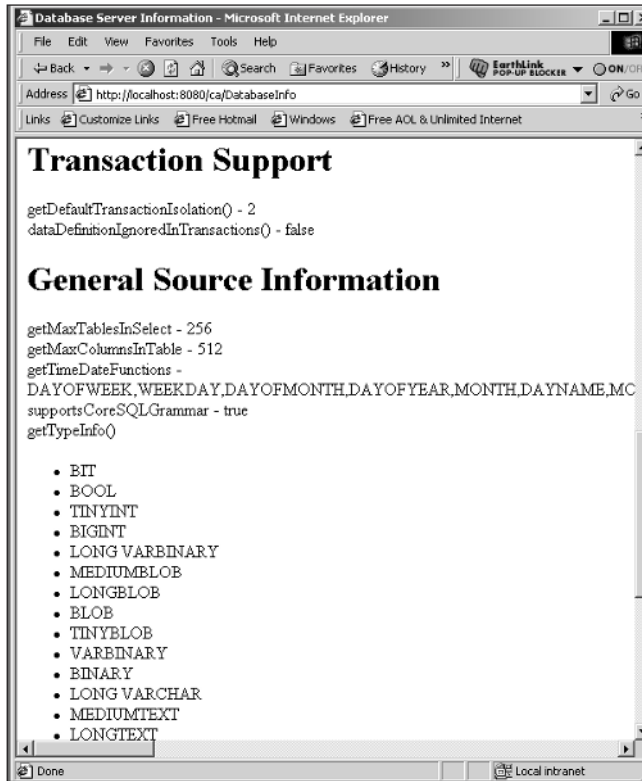 Database Server Information - Microsoft Internet Explorer
File Edit View Favorites Tools Help
Back Search Favorites History » EarthLink POP-UP BLOCKER ON/OF
Address http://localhost:8080/ca/DatabaseInfo Go
Links Customize Links Free Hotmail Windows Free AOL & Unlimited Internet
Transaction Support
getDefaultTransactionIsolation() - 2
dataDefinitionIgnoredInTransactions() - false
General Source Information
getMaxTablesInSelect - 256
getMaxColumnsInTable - 512
getTimeDateFunctions -
DAYOFWEEK,WEEKDAY,DAYOFMONTH,DAYOFYEAR,MONTH,DAYNAME,MO
supportsCoreSQLGrammar - true
getTypeInfo()
• BIT
• BOOL
• TINYINT
• BIGINT
• LONG VARBINARY
• MEDIUMBLOB
• LONGBLOB
• BLOB
• TINYBLOB
• VARBINARY
• BINARY
• LONG VARCHAR
• MEDIUMTEXT
• LONGTEXT
Done Local intranet